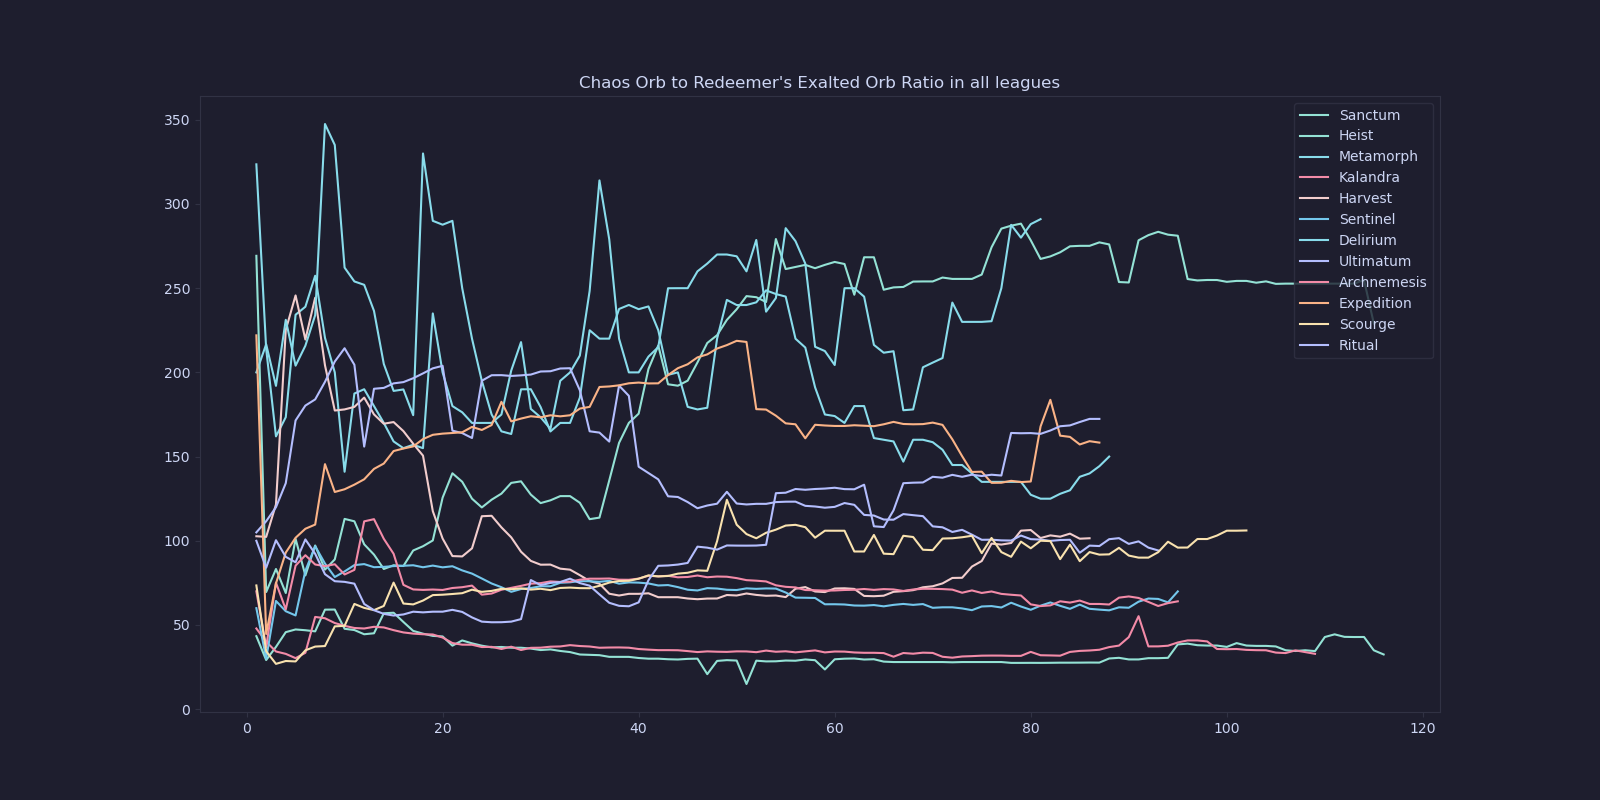 Chaos Orb to Redeemer's Exalted Orb Ratio in all leagues
350
300
250
200
150
100
50
0
0 20 40 60 80 100 120
Sanctum
Heist
Metamorph
Kalandra
Harvest
Sentinel
Delirium
Ultimatum
Archnemesis
Expedition
Scourge
Ritual